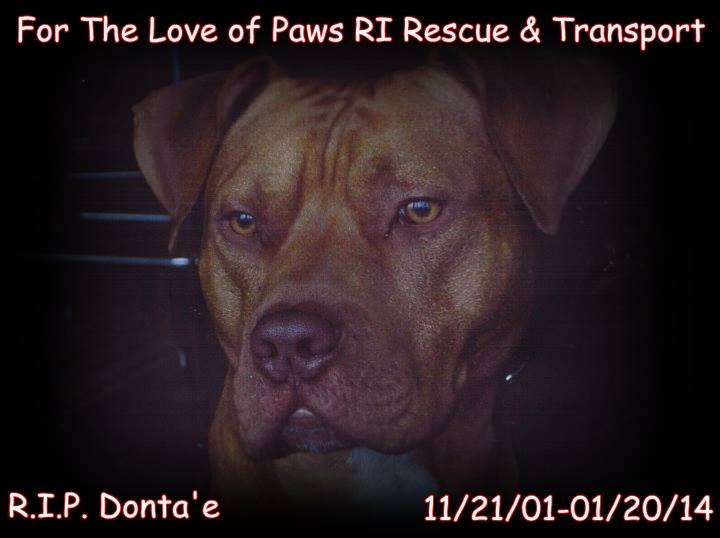 For The Love of Paws RI Rescue & Transport
R.I.P. Donta'e
11/21/01-01/20/14